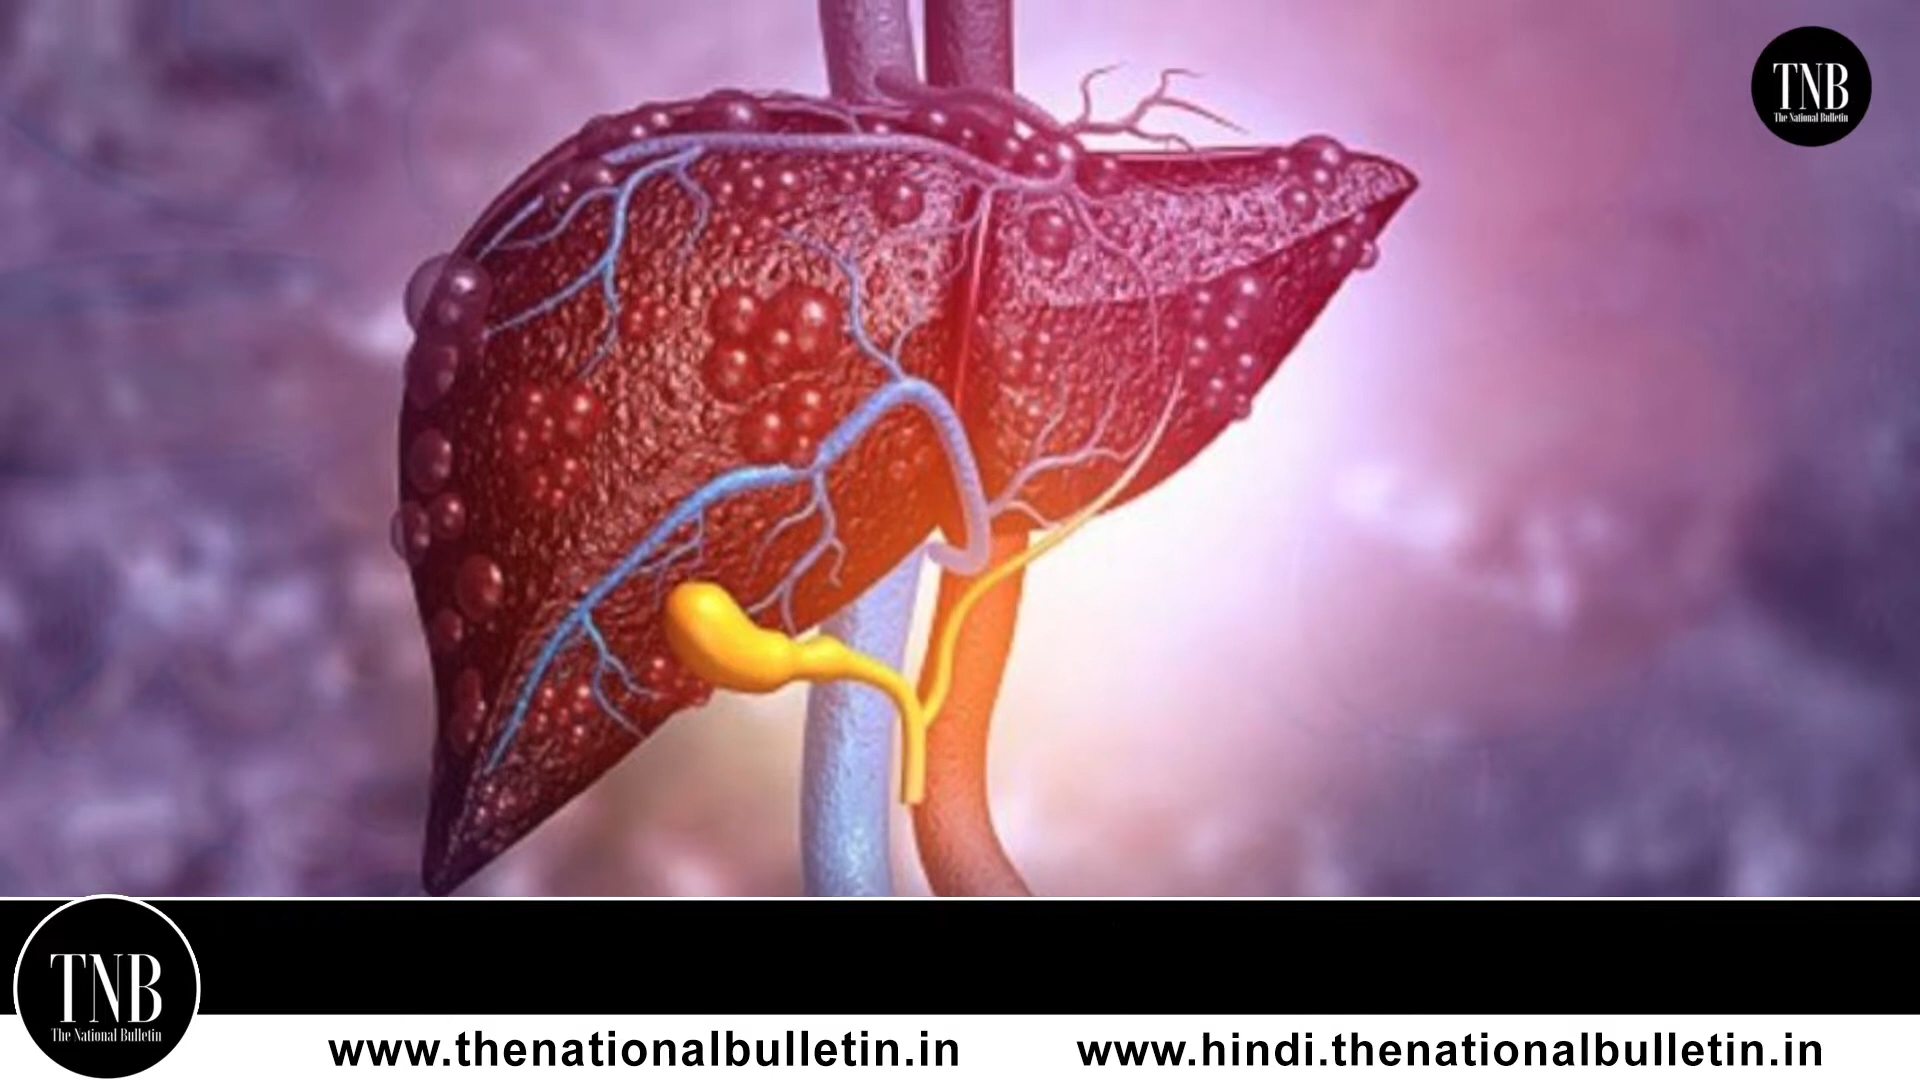 TNB
The National Bulletin
TNB
The National Bulletin
www.thenationalbulletin.in
www.hindi.thenationalbulletin.in